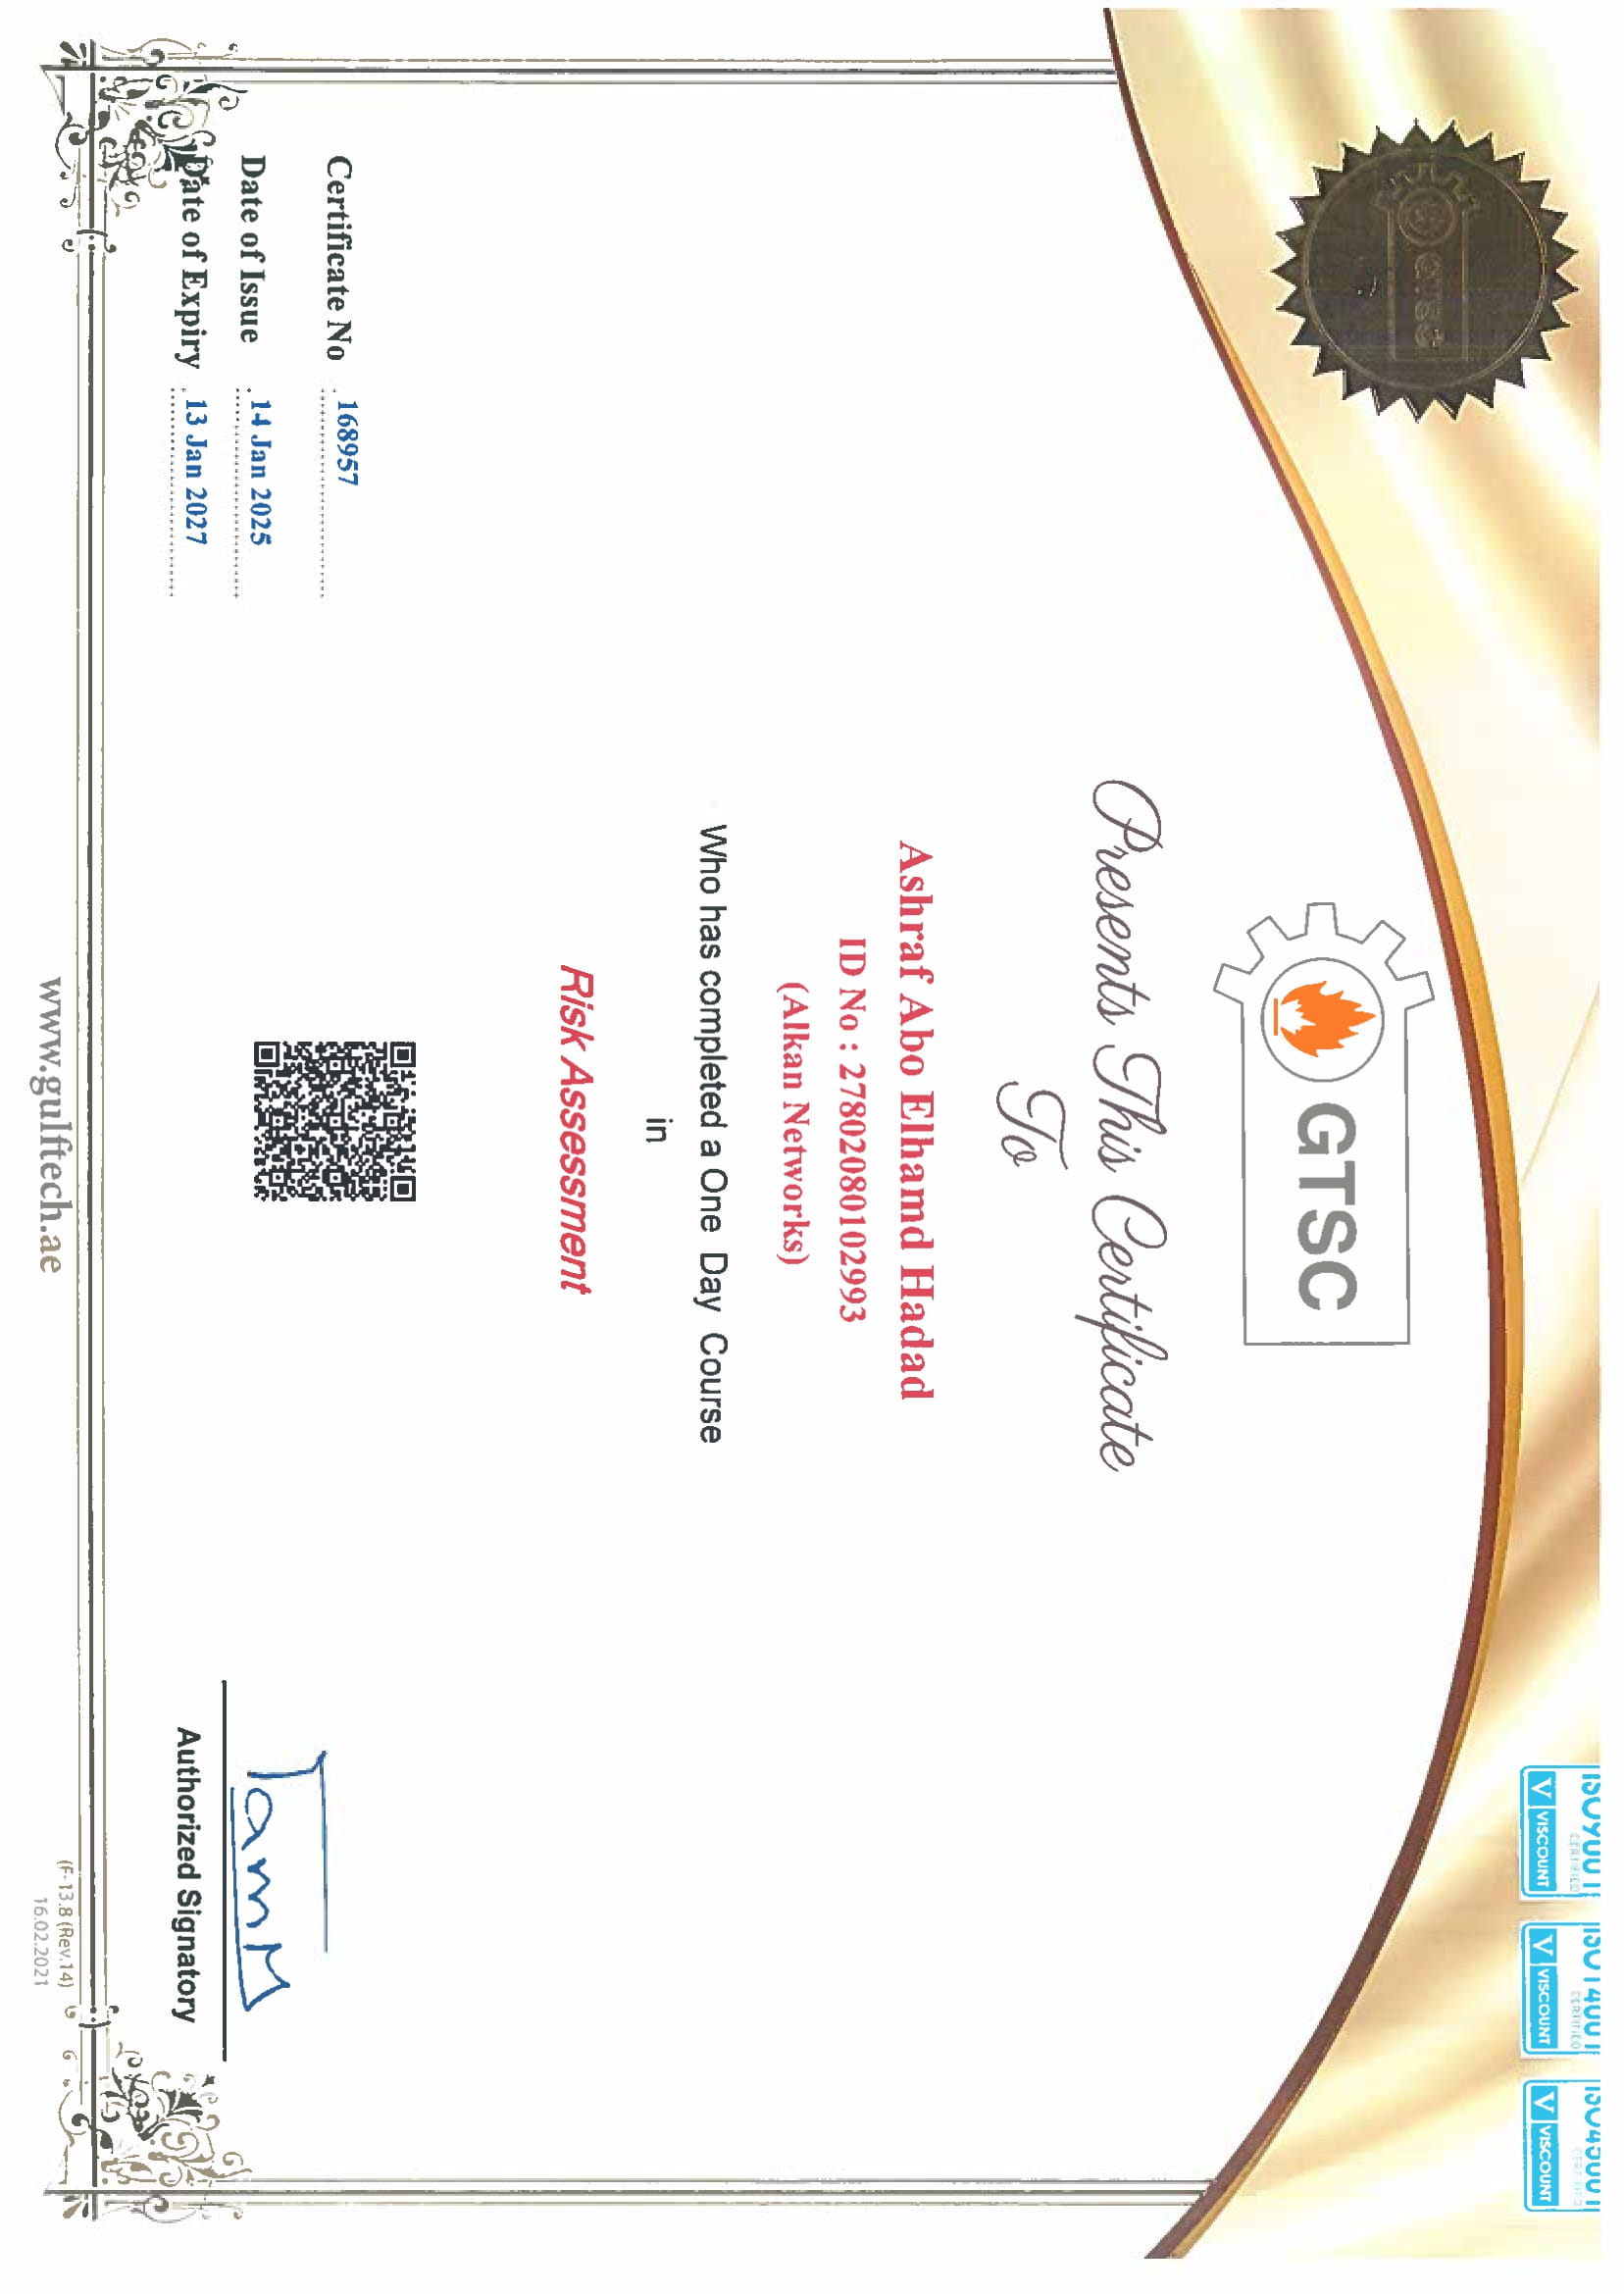 ISO9001 ISO14001 ISO45001
CERTIFIED CERTIFIED CERTIFIED
V VISCOUNT V VISCOUNT V VISCOUNT
GTSC
GTSC
Presents This Certificate
To
Ashraf Abo Elhamd Hadad
ID No : 27802080102993
(Alkan Networks)
Who has completed a One Day Course
in
Risk Assessment
Certificate No 168957
Date of Issue 14 Jan 2025
Date of Expiry 13 Jan 2027
TamM
Authorized Signatory
www.gulftech.ae
(F-13.8 (Rev.14)
16.02.2021